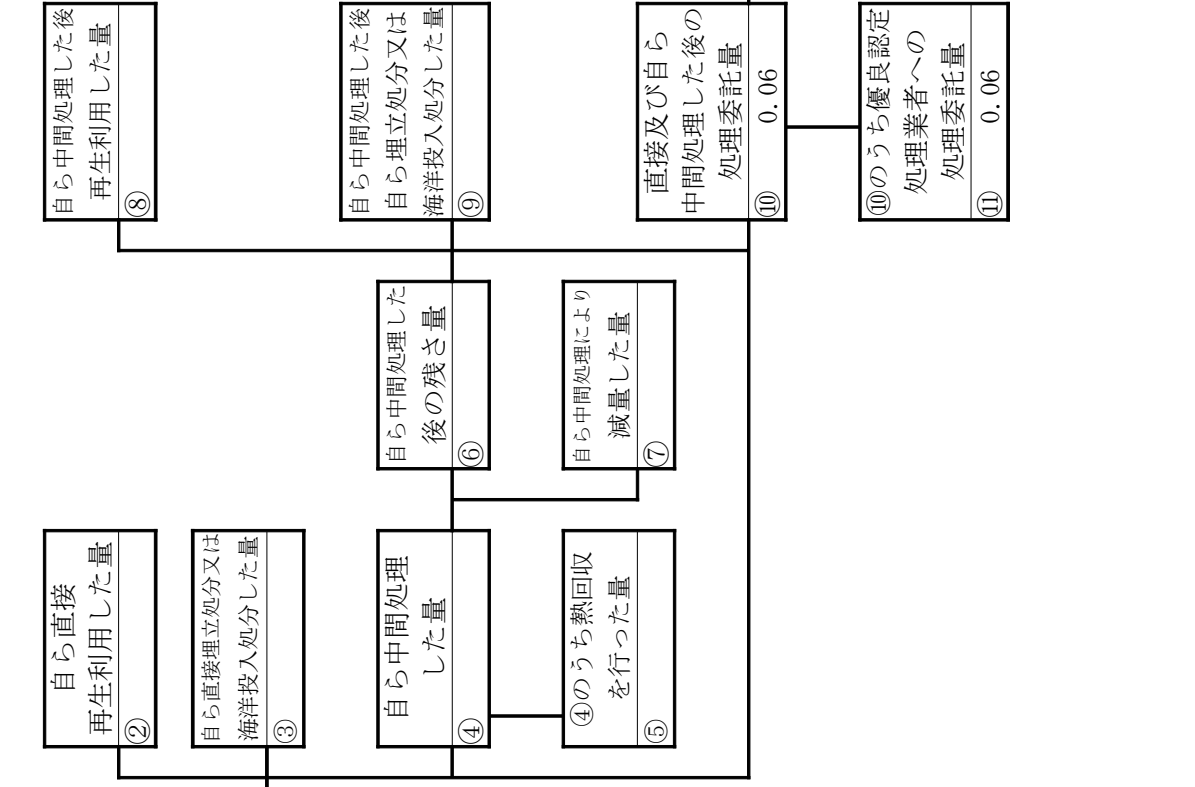 自ら直接
再生利用した量
②
自ら直接埋立処分又は
海洋投入処分した量
③
自ら中間処理
した量
④
④のうち熱回収
を行った量
⑤
自ら中間処理した
後の残さ量
⑥
自ら中間処理により
減量した量
⑦
自ら中間処理した後
再生利用した量
⑧
自ら中間処理した後
自ら埋立処分又は
海洋投入処分した量
⑨
直接及び自ら
中間処理した後の
処理委託量
⑩ 0.06
⑩のうち優良認定
処理業者への
処理委託量
⑪ 0.06